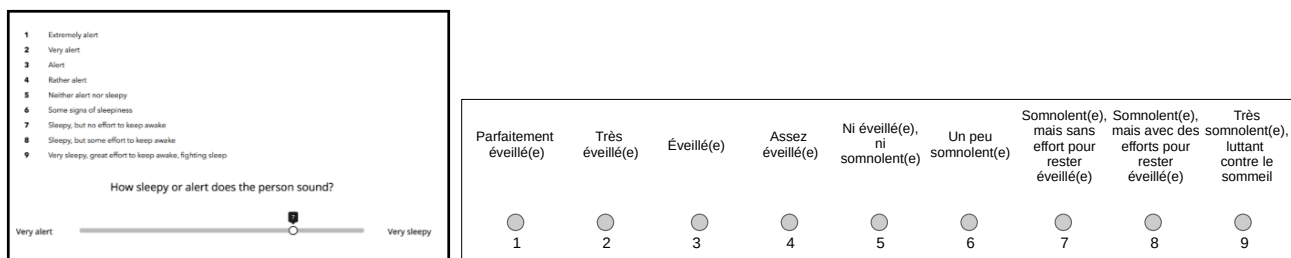 1 Extremely alert
2 Very alert
3 Alert
4 Rather alert
5 Neither alert nor sleepy
6 Some signs of sleepiness
7 Sleepy, but no effort to keep awake
8 Sleepy, but some effort to keep awake
9 Very sleepy, great effort to keep awake, fighting sleep
How sleepy or alert does the person sound?
7
Very alert
Very sleepy
Parfaitement
éveillé(e)
Très
éveillé(e)
Éveillé(e)
Assez
éveillé(e)
Ni éveillé(e),
ni
somnolent(e)
Un peu
somnolent(e)
Somnolent(e),
mais sans
effort pour
rester
éveillé(e)
Somnolent(e),
mais avec des
efforts pour
rester
éveillé(e)
Très
somnolent(e),
luttant
contre le
sommeil
1 2 3 4 5 6 7 8 9